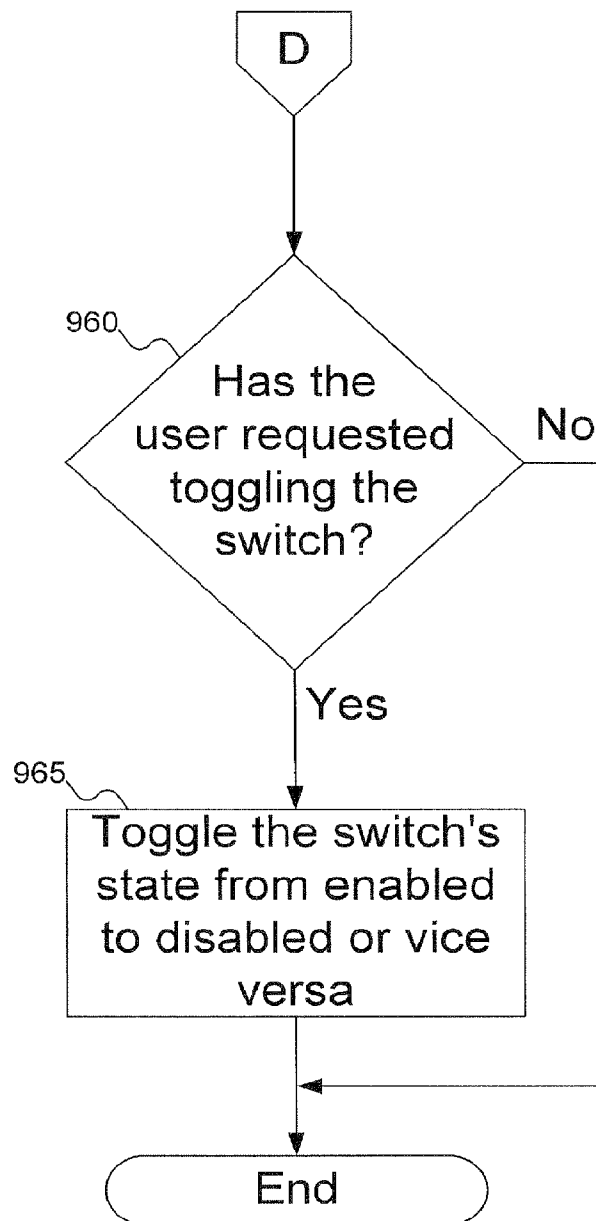 D
960
Has the
user requested
toggling the
switch?
No
Yes
965
Toggle the switch's
state from enabled
to disabled or vice
versa
End